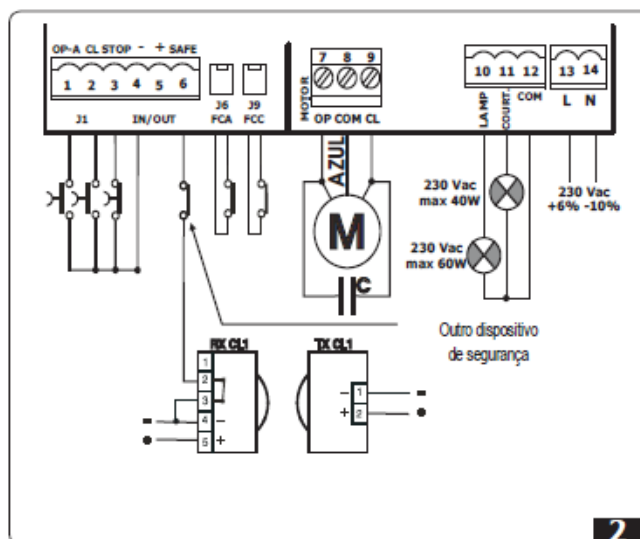 OP-A CL STOP - + SAFE
1 2 3 4 5 6
J1 IN/OUT
J6 J9
FCA FCC
MOTOR
7 8 9
OP COM CL
10 11 12
LAMP
COURT.
COM
13 14
L N
AZUL
M
C
230 Vac
max 40W
230 Vac
max 60W
230 Vac
+6% -10%
Outro dispositivo
de segurança
RX CL1
1
2
3
4 -
5 +
TX CL1
- 1
+ 2
2